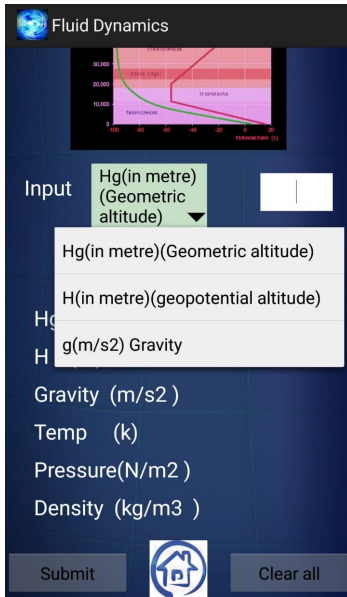 Fluid Dynamics
30,000
20,000
10,000
0
TROPOPAUSE
TROPOSPHERE
-100 -80 -60 -40 -20 0 20
TEMPERATURE (C)
Input
Hg(in metre)
(Geometric
altitude)
Hg(in metre)(Geometric altitude)
H(in metre)(geopotential altitude)
g(m/s2) Gravity
Hg
H
Gravity (m/s2 )
Temp (k)
Pressure(N/m2 )
Density (kg/m3 )
Submit
Clear all